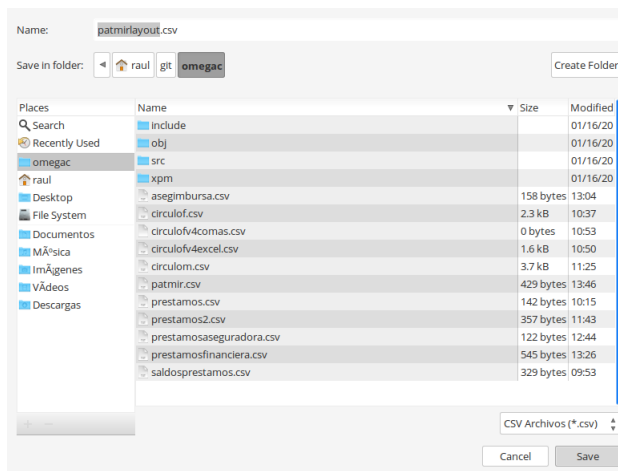 Name: patmirlayout.csv
Save in folder: raul git omegac Create Folder
Places Name Size Modified
Search include 01/16/20
Recently Used obj 01/16/20
omegac src 01/16/20
raul xpm 01/16/20
Desktop asegimbursa.csv 158 bytes 13:04
File System circulof.csv 2.3 kB 10:37
Documentos circulofv4comas.csv 0 bytes 10:53
MÃºsica circulofv4excel.csv 1.6 kB 10:50
ImÃ¡genes circulom.csv 3.7 kB 11:25
VÃ­deos patmir.csv 429 bytes 13:46
Descargas prestamos.csv 142 bytes 10:15
prestamos2.csv 357 bytes 11:43
prestamosaseguradora.csv 122 bytes 12:44
prestamosfinanciera.csv 545 bytes 13:26
saldosprestamos.csv 329 bytes 09:53
CSV Archivos (*.csv)
Cancel Save